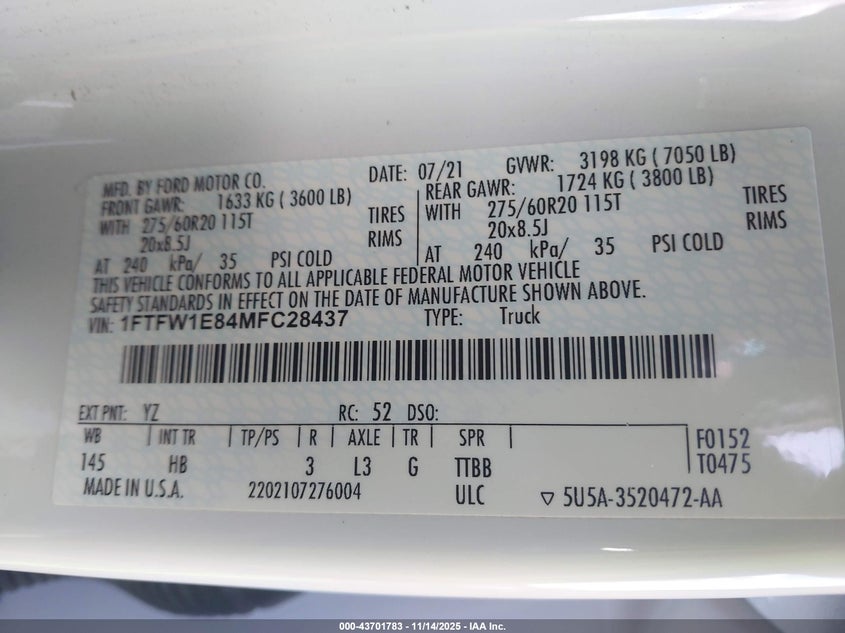 MFD. BY FORD MOTOR CO. DATE: 07/21 GVWR: 3198 KG ( 7050 LB)
FRONT GAWR: 1633 KG ( 3600 LB) REAR GAWR: 1724 KG ( 3800 LB)
WITH 275/60R20 115T TIRES WITH 275/60R20 115T TIRES
20x8.5J RIMS 20x8.5J RIMS
AT 240 kPa/ 35 PSI COLD AT 240 kPa/ 35 PSI COLD
THIS VEHICLE CONFORMS TO ALL APPLICABLE FEDERAL MOTOR VEHICLE
SAFETY STANDARDS IN EFFECT ON THE DATE OF MANUFACTURE SHOWN ABOVE.
VIN: 1FTFW1E84MFC28437 TYPE: Truck
EXT PNT: YZ RC: 52 DSO:
WB INT TR TP/PS R AXLE TR SPR F0152
145 HB 3 L3 G TTBB T0475
MADE IN U.S.A. 2202107276004 ULC ▽ 5U5A-3520472-AA
000-43701783 - 11/14/2025 - IAA Inc.